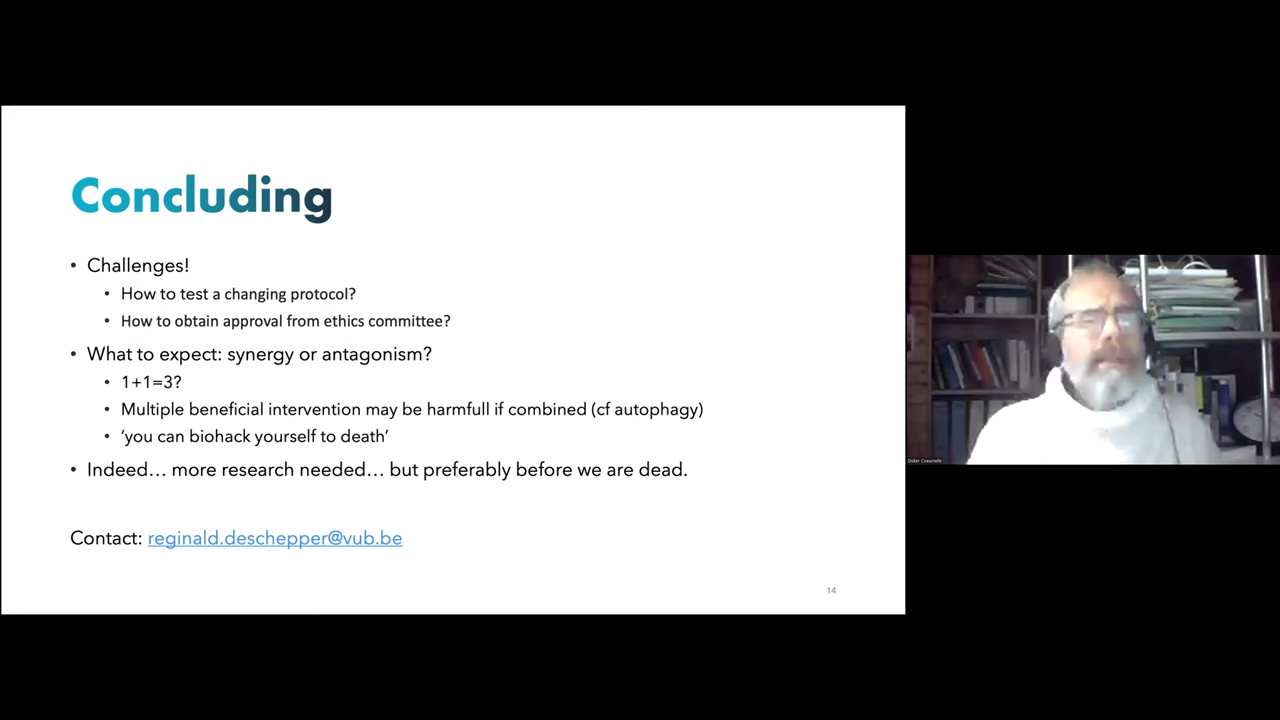 Concluding
• Challenges!
• How to test a changing protocol?
• How to obtain approval from ethics committee?
• What to expect: synergy or antagonism?
• 1+1=3?
• Multiple beneficial intervention may be harmfull if combined (cf autophagy)
• ‘you can biohack yourself to death’
• Indeed… more research needed… but preferably before we are dead.
Contact: reginald.deschepper@vub.be
14
Didier Coeurnelle